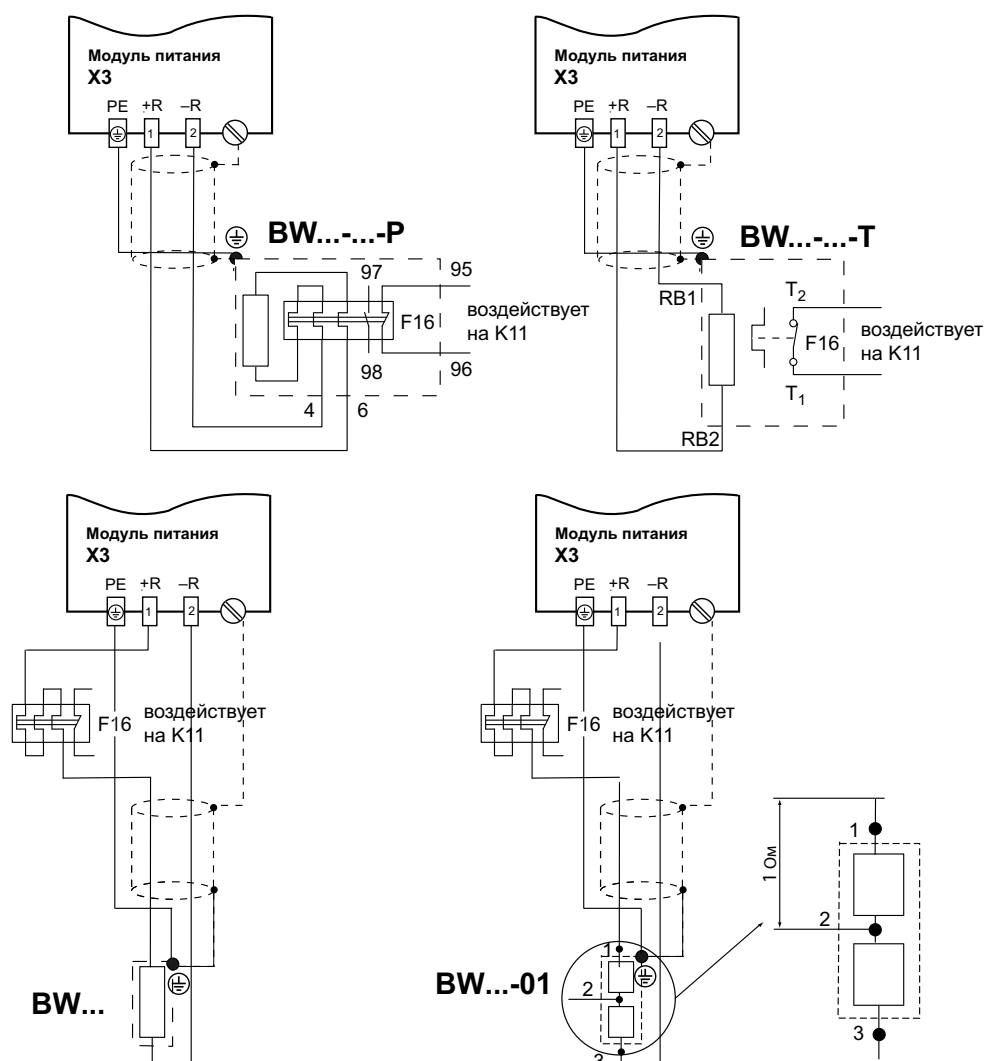 Модуль питания
X3
PE +R –R
1 2
BW...-...-P
97 95
F16
воздействует
на K11
98 96
4 6
Модуль питания
X3
PE +R –R
1 2
BW...-...-T
RB1
T2
F16
воздействует
на K11
T1
RB2
Модуль питания
X3
PE +R –R
1 2
F16
воздействует
на K11
BW...
Модуль питания
X3
PE +R –R
1 2
F16
воздействует
на K11
BW...-01
1
2
3
1 Ом
1
2
3